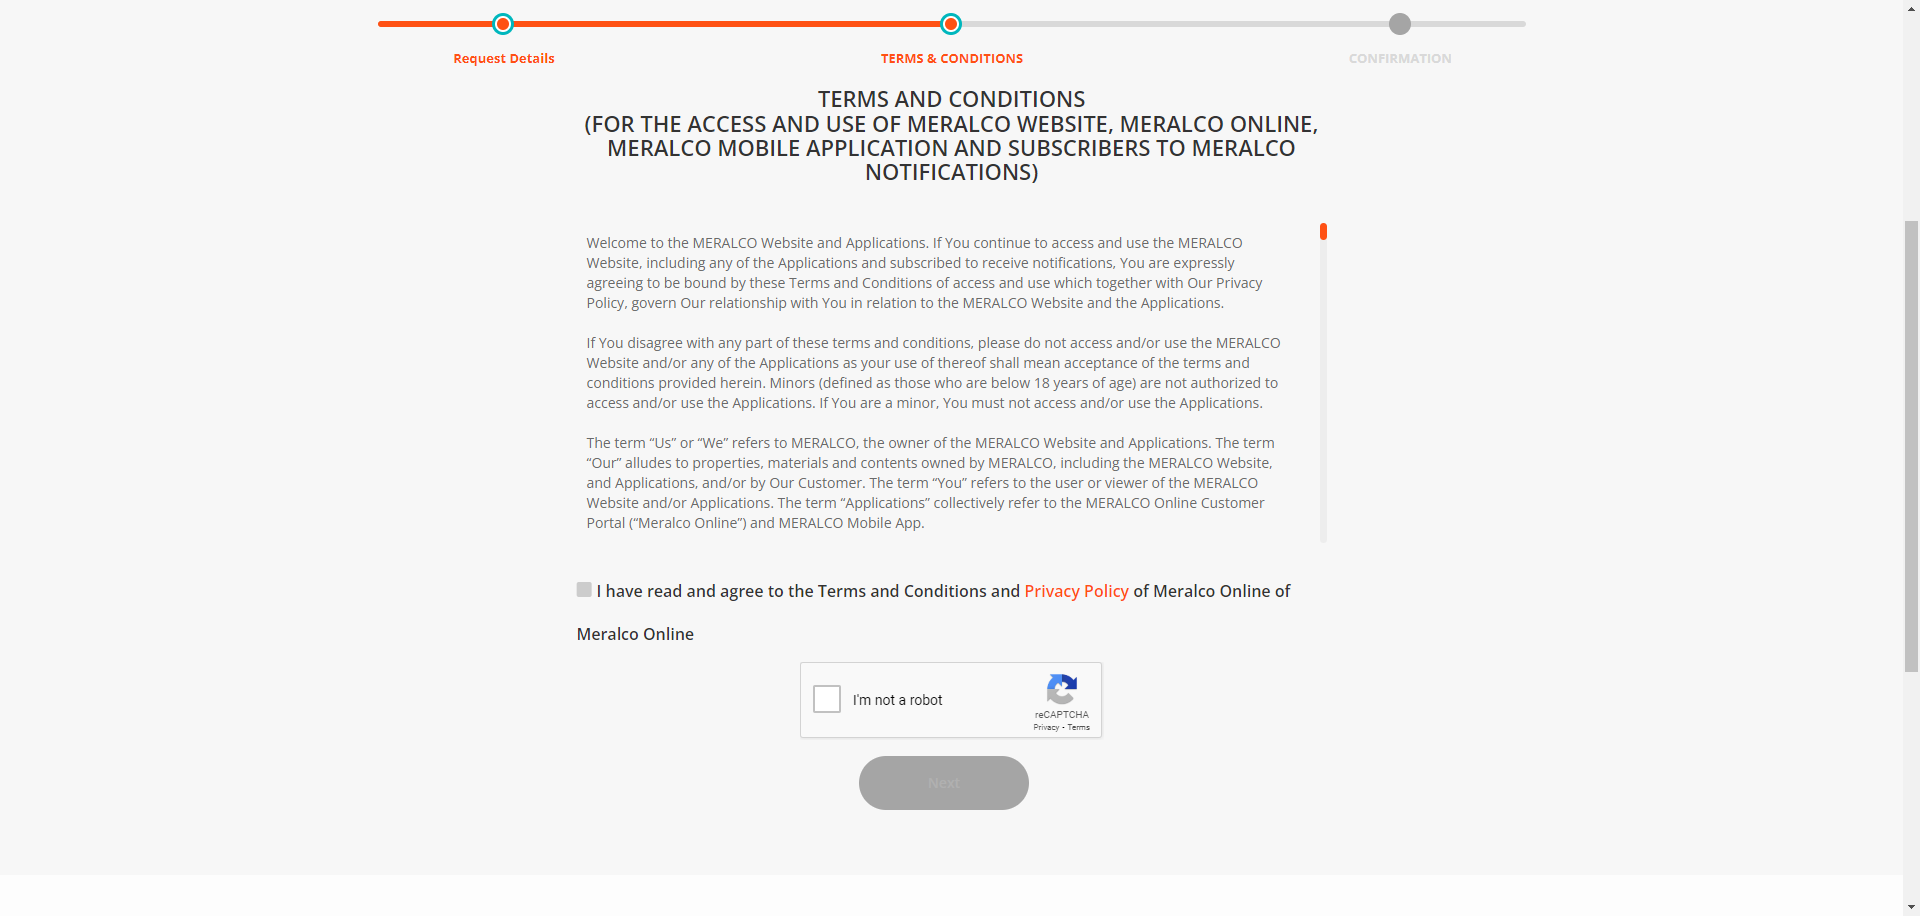 Request Details
TERMS & CONDITIONS
CONFIRMATION
TERMS AND CONDITIONS
(FOR THE ACCESS AND USE OF MERALCO WEBSITE, MERALCO ONLINE,
MERALCO MOBILE APPLICATION AND SUBSCRIBERS TO MERALCO
NOTIFICATIONS)
Welcome to the MERALCO Website and Applications. If You continue to access and use the MERALCO
Website, including any of the Applications and subscribed to receive notifications, You are expressly
agreeing to be bound by these Terms and Conditions of access and use which together with Our Privacy
Policy, govern Our relationship with You in relation to the MERALCO Website and the Applications.
If You disagree with any part of these terms and conditions, please do not access and/or use the MERALCO
Website and/or any of the Applications as your use of thereof shall mean acceptance of the terms and
conditions provided herein. Minors (defined as those who are below 18 years of age) are not authorized to
access and/or use the Applications. If You are a minor, You must not access and/or use the Applications.
The term “Us” or “We” refers to MERALCO, the owner of the MERALCO Website and Applications. The term
“Our” alludes to properties, materials and contents owned by MERALCO, including the MERALCO Website,
and Applications, and/or by Our Customer. The term “You” refers to the user or viewer of the MERALCO
Website and/or Applications. The term “Applications” collectively refer to the MERALCO Online Customer
Portal (“Meralco Online”) and MERALCO Mobile App.
I have read and agree to the Terms and Conditions and Privacy Policy of Meralco Online of
Meralco Online
I'm not a robot
reCAPTCHA
Privacy - Terms
Next